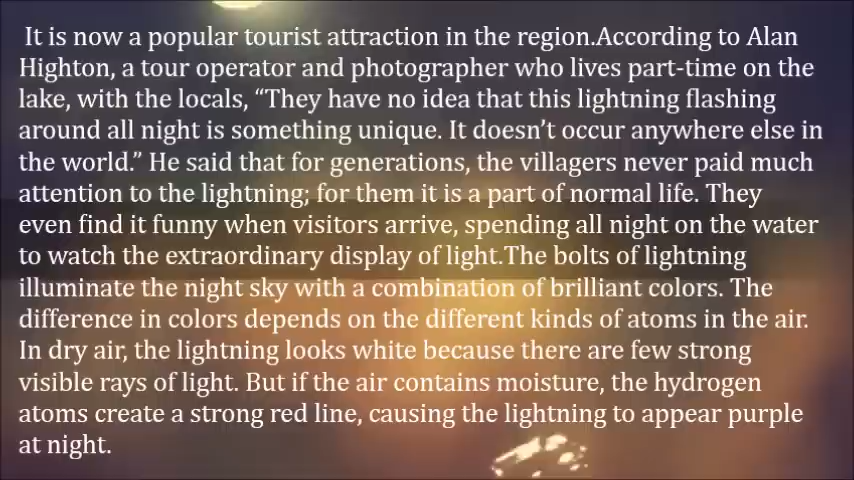 It is now a popular tourist attraction in the region.According to Alan
Highton, a tour operator and photographer who lives part-time on the
lake, with the locals, “They have no idea that this lightning flashing
around all night is something unique. It doesn’t occur anywhere else in
the world.” He said that for generations, the villagers never paid much
attention to the lightning; for them it is a part of normal life. They
even find it funny when visitors arrive, spending all night on the water
to watch the extraordinary display of light.The bolts of lightning
illuminate the night sky with a combination of brilliant colors. The
difference in colors depends on the different kinds of atoms in the air.
In dry air, the lightning looks white because there are few strong
visible rays of light. But if the air contains moisture, the hydrogen
atoms create a strong red line, causing the lightning to appear purple
at night.